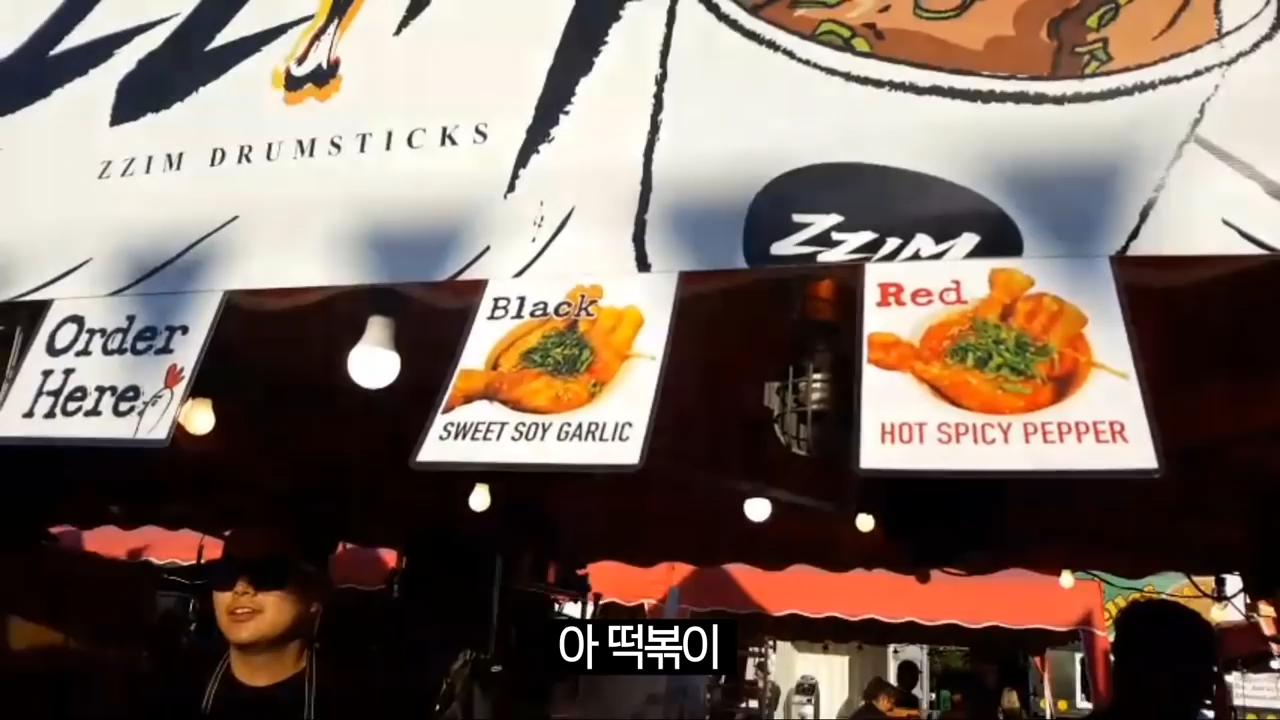 ZZIM DRUMSTICKS
ZZIM
Order
Here
Black
SWEET SOY GARLIC
Red
HOT SPICY PEPPER
아 떡볶이